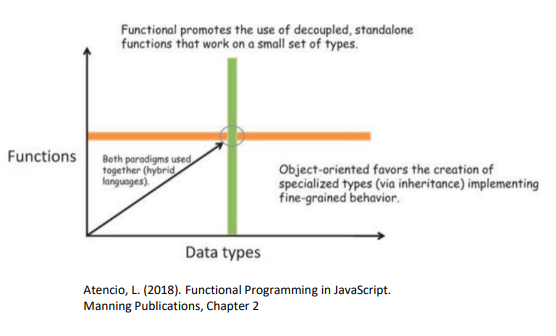 Functional promotes the use of decoupled, standalone
functions that work on a small set of types.
Functions
Both paradigms used
together (hybrid
languages).
Object-oriented favors the creation of
specialized types (via inheritance) implementing
fine-grained behavior.
Data types
Atencio, L. (2018). Functional Programming in JavaScript.
Manning Publications, Chapter 2